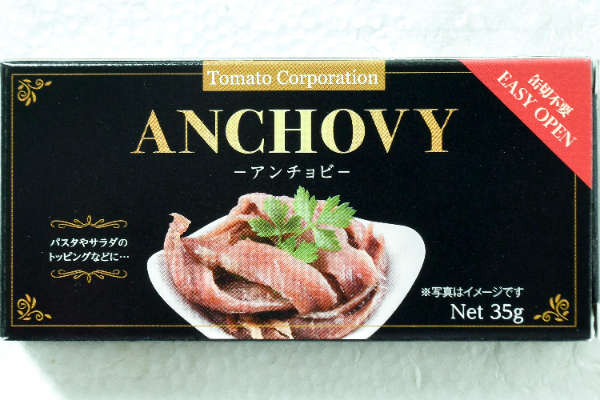 Tomato Corporation
缶切不要
EASY OPEN
ANCHOVY
－アンチョビ－
パスタやサラダの
トッピングなどに…
※写真はイメージです
Net 35g